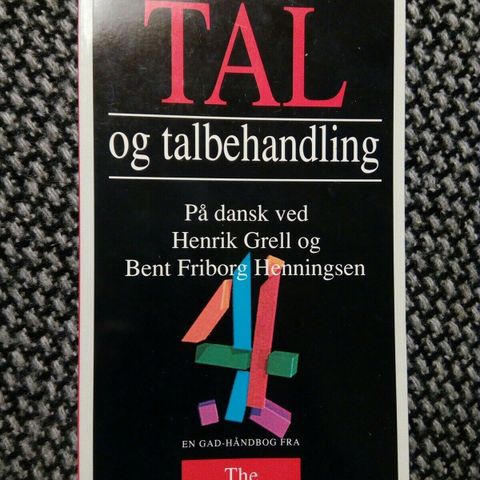 TAL
og talbehandling
På dansk ved
Henrik Grell og
Bent Friborg Henningsen
EN GAD-HÅNDBOG FRA
The